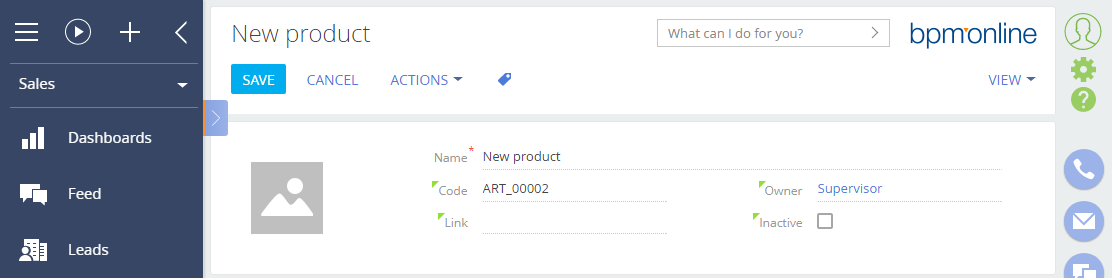 New product
What can I do for you?
bpm'online
SAVE CANCEL ACTIONS VIEW
Sales
Dashboards
Feed
Leads
Name* New product
Code ART_00002 Owner Supervisor
Link Inactive
?